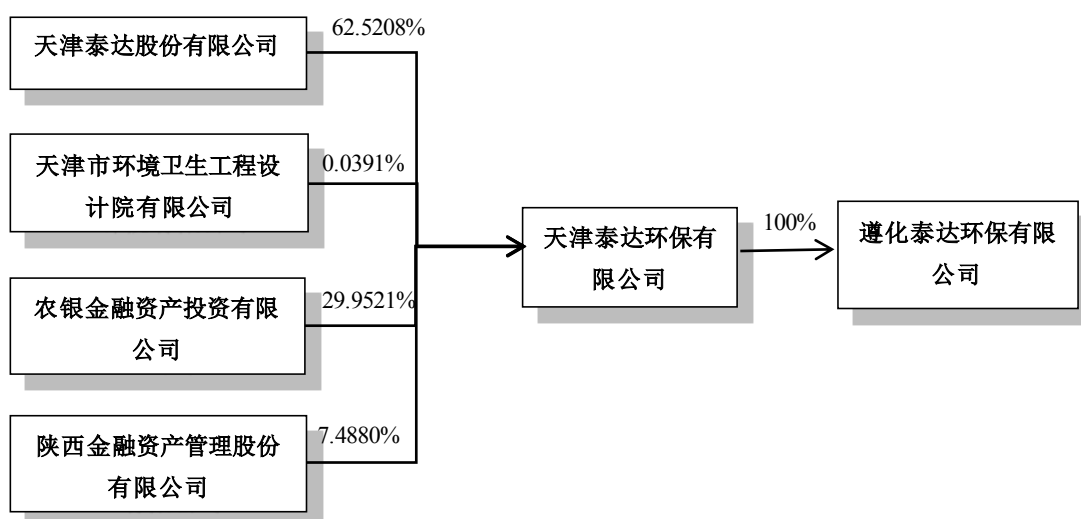 天津泰达股份有限公司
62.5208%
天津市环境卫生工程设
计院有限公司
0.0391%
农银金融资产投资有限
公司
29.9521%
陕西金融资产管理股份
有限公司
7.4880%
天津泰达环保有
限公司
100%
遵化泰达环保有限
公司